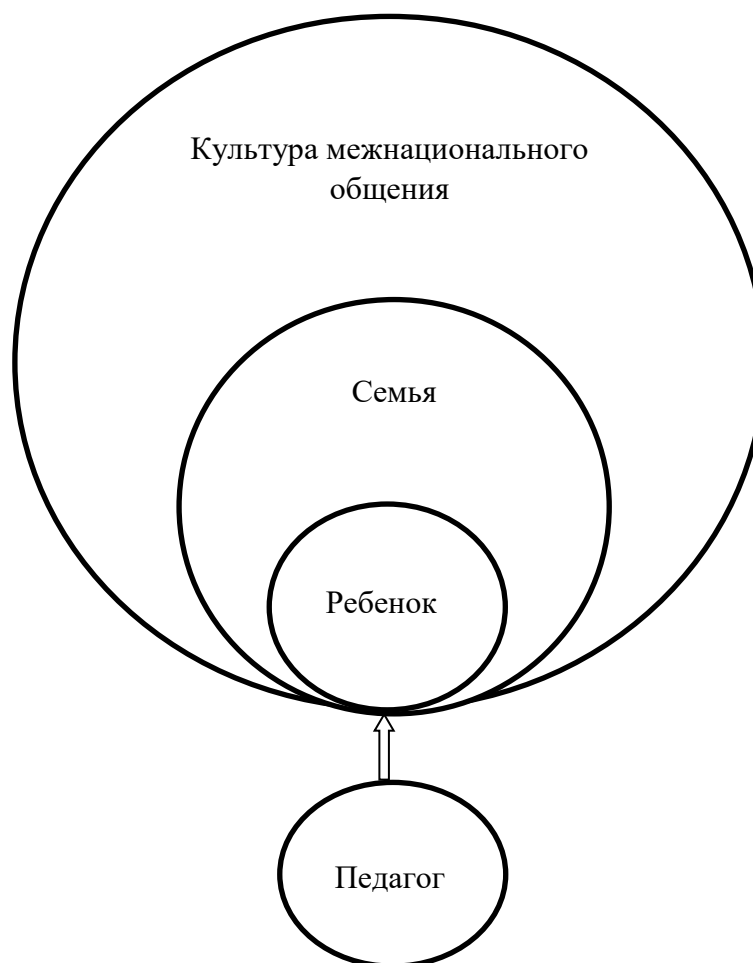 Культура межнационального
общения
Семья
Ребенок
Педагог